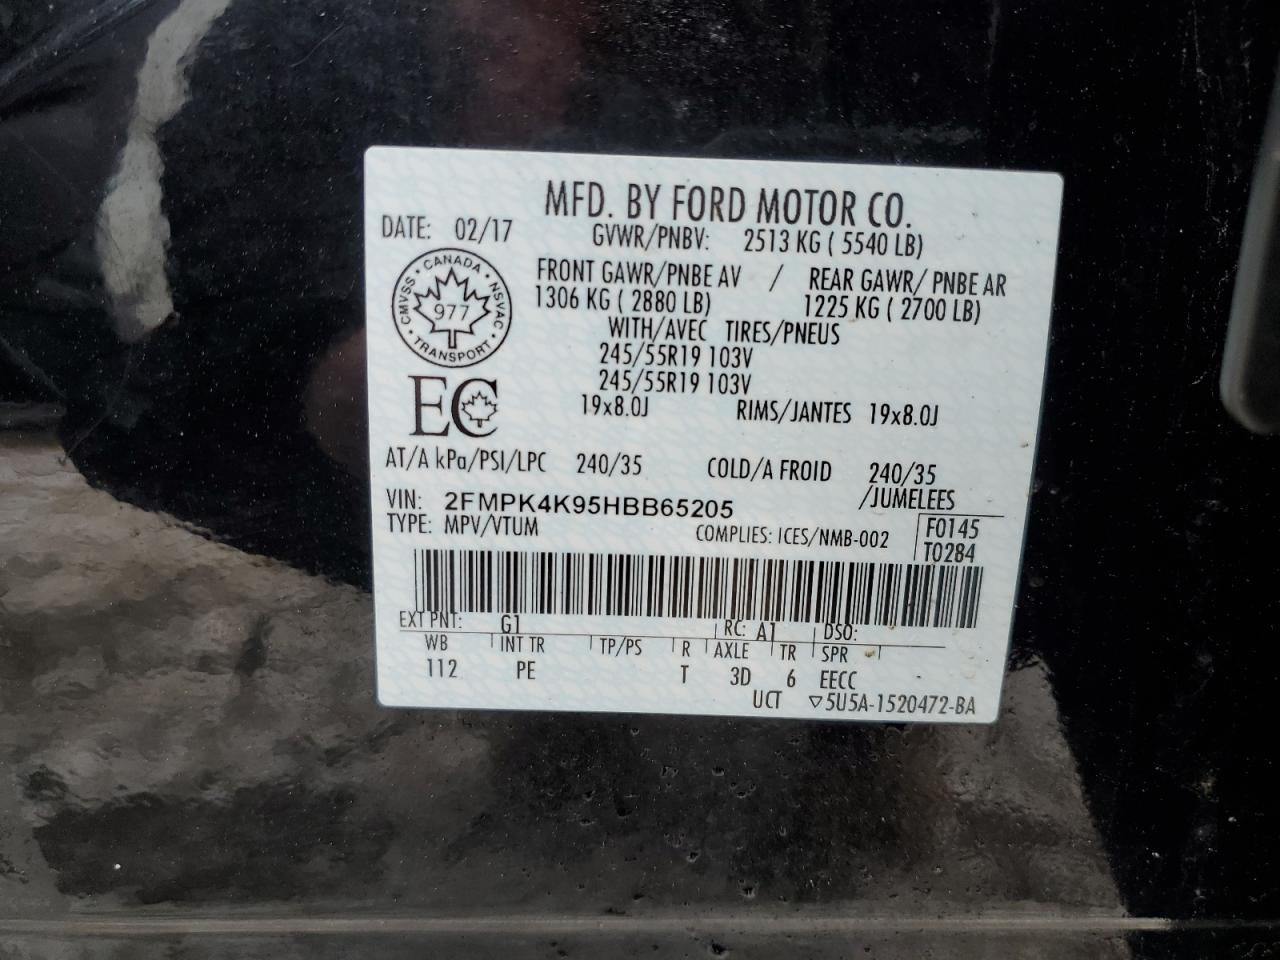 MFD. BY FORD MOTOR CO.
DATE: 02/17
GVWR/PNBV: 2513 KG ( 5540 LB)
FRONT GAWR/PNBE AV / REAR GAWR/ PNBE AR
1306 KG ( 2880 LB) 1225 KG ( 2700 LB)
WITH/AVEC TIRES/PNEUS
245/55R19 103V
245/55R19 103V
19x8.0J RIMS/JANTES 19x8.0J
CMVSS · CANADA · NSVAC · TRANSPORT ·
977
EC
AT/A kPa/PSI/LPC 240/35 COLD/A FROID 240/35
/JUMELEES
VIN: 2FMPK4K95HBB65205
TYPE: MPV/VTUM COMPLIES: ICES/NMB-002
F0145
T0284
EXT PNT: G1 RC: A1 DSO:
WB INT TR TP/PS R AXLE TR SPR
112 PE T 3D 6 EECC
UCT ▽5U5A-1520472-BA